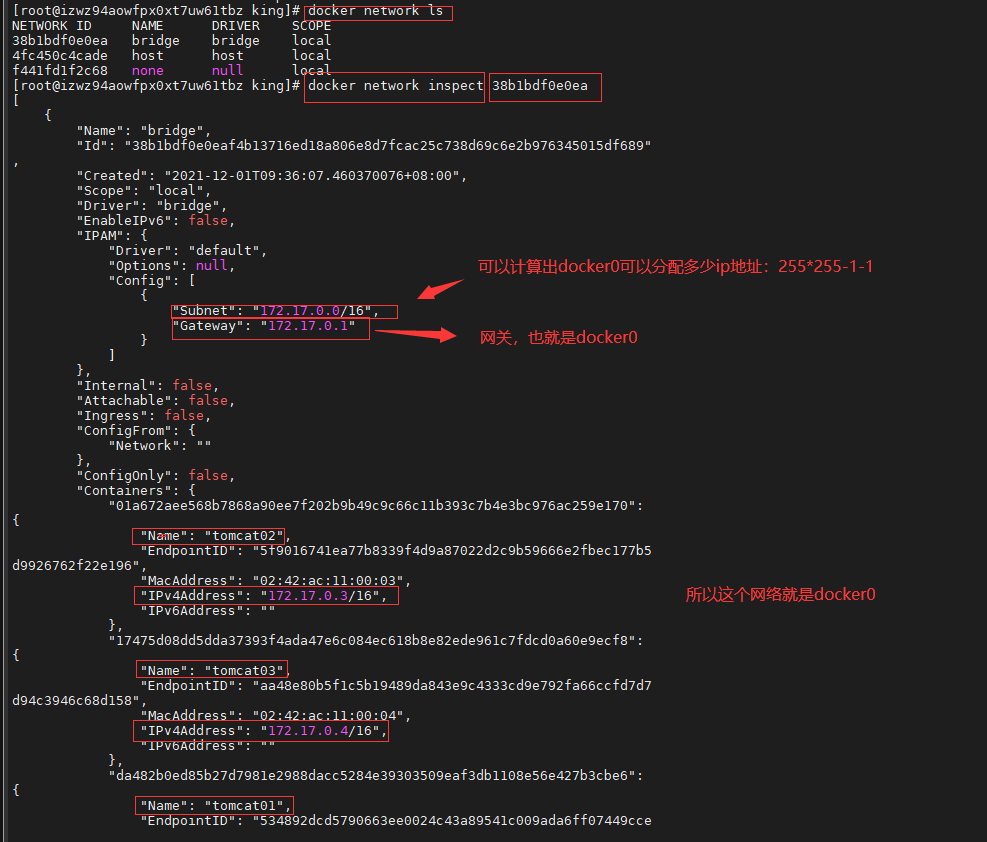 [root@izwz94aowfpx0xt7uw61tbz king]# docker network ls
NETWORK ID     NAME      DRIVER    SCOPE
38b1bdf0e0ea   bridge    bridge    local
4fc450c4cade   host      host      local
f441fd1f2c68   none      null      local
[root@izwz94aowfpx0xt7uw61tbz king]# docker network inspect 38b1bdf0e0ea
[
    {
        "Name": "bridge",
        "Id": "38b1bdf0e0eaf4b13716ed18a806e8d7fcac25c738d69c6e2b976345015df689"
,
        "Created": "2021-12-01T09:36:07.460370076+08:00",
        "Scope": "local",
        "Driver": "bridge",
        "EnableIPv6": false,
        "IPAM": {
            "Driver": "default",
            "Options": null,
可以计算出docker0可以分配多少ip地址：255*255-1-1
            "Config": [
                {
                    "Subnet": "172.17.0.0/16",
                    "Gateway": "172.17.0.1"
网关，也就是docker0
                }
            ]
        },
        "Internal": false,
        "Attachable": false,
        "Ingress": false,
        "ConfigFrom": {
            "Network": ""
        },
        "ConfigOnly": false,
        "Containers": {
            "01a672aee568b7868a90ee7f202b9b49c9c66c11b393c7b4e3bc976ac259e170":
{
                "Name": "tomcat02",
                "EndpointID": "5f9016741ea77b8339f4d9a87022d2c9b59666e2fbec177b5
d9926762f22e196",
                "MacAddress": "02:42:ac:11:00:03",
                "IPv4Address": "172.17.0.3/16",
所以这个网络就是docker0
                "IPv6Address": ""
            },
            "17475d08dd5dda37393f4ada47e6c084ec618b8e82ede961c7fdcd0a60e9ecf8":
{
                "Name": "tomcat03",
                "EndpointID": "aa48e80b5f1c5b19489da843e9c4333cd9e792fa66ccfd7d7
d94c3946c68d158",
                "MacAddress": "02:42:ac:11:00:04",
                "IPv4Address": "172.17.0.4/16",
                "IPv6Address": ""
            },
            "da482b0ed85b27d7981e2988dacc5284e39303509eaf3db1108e56e427b3cbe6":
{
                "Name": "tomcat01",
                "EndpointID": "534892dcd5790663ee0024c43a89541c009ada6ff07449cce